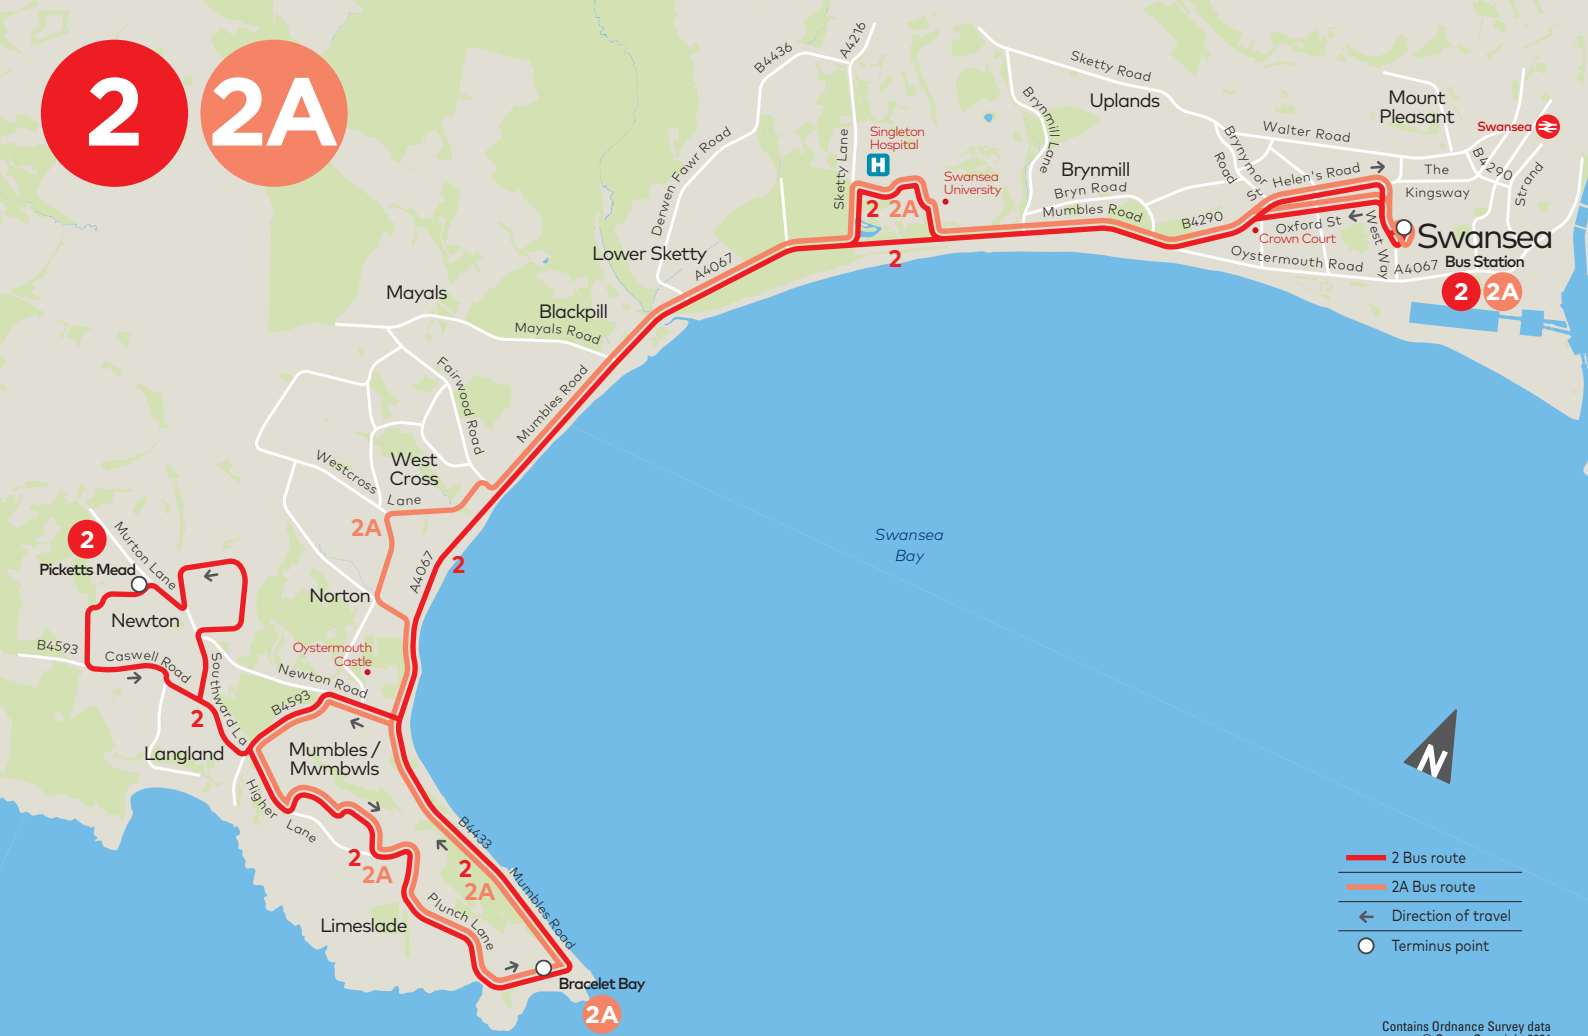 2
2A
B4436
A4216
Sketty Road
Uplands
Mount
Pleasant
Swansea
Singleton
Hospital
H
Brynmill Lane
Brynymor
Road
Walter Road
B4290
Strand
Derwen Fawr Road
Sketty Lane
Swansea
University
Brynmill
Bryn Road
Mumbles Road
St Helen's Road
The
Kingsway
2 2A
B4290
Oxford St
West Way
Crown Court
Oystermouth Road
A4067
Swansea
Bus Station
2
2A
Lower Sketty
A4067
2
Mayals
Blackpill
Mayals Road
Fairwood Road
Mumbles Road
West
Cross
Westcross
Lane
2A
Swansea
Bay
2
Picketts Mead
Murton Lane
A4067
2
Norton
Newton
B4593
Caswell Road
Southward La
Oystermouth
Castle
Newton Road
B4593
2
Langland
Mumbles /
Mwmbwls
Higher Lane
B4433
2
2A
2
2A
Mumbles Road
Plunch Lane
Limeslade
Bracelet Bay
2A
N
2 Bus route
2A Bus route
Direction of travel
Terminus point
Contains Ordnance Survey data